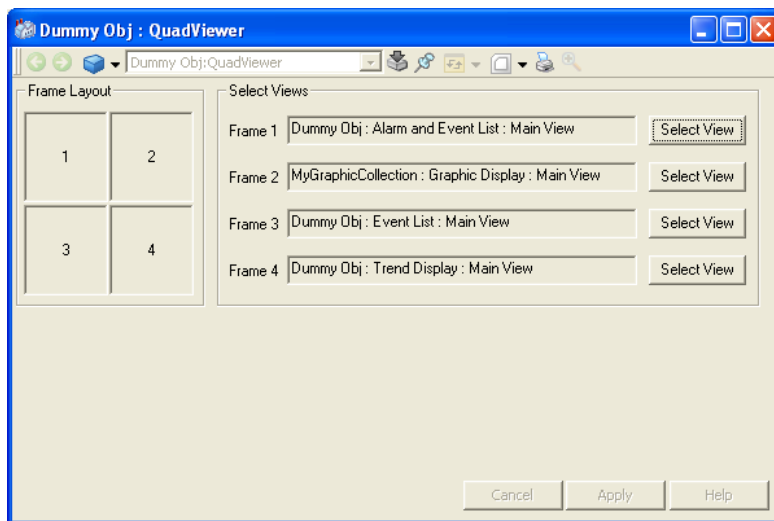 Dummy Obj : QuadViewer
Dummy Obj:QuadViewer
Frame Layout
1 2
3 4
Select Views
Frame 1 Dummy Obj : Alarm and Event List : Main View Select View
Frame 2 MyGraphicCollection : Graphic Display : Main View Select View
Frame 3 Dummy Obj : Event List : Main View Select View
Frame 4 Dummy Obj : Trend Display : Main View Select View
Cancel Apply Help